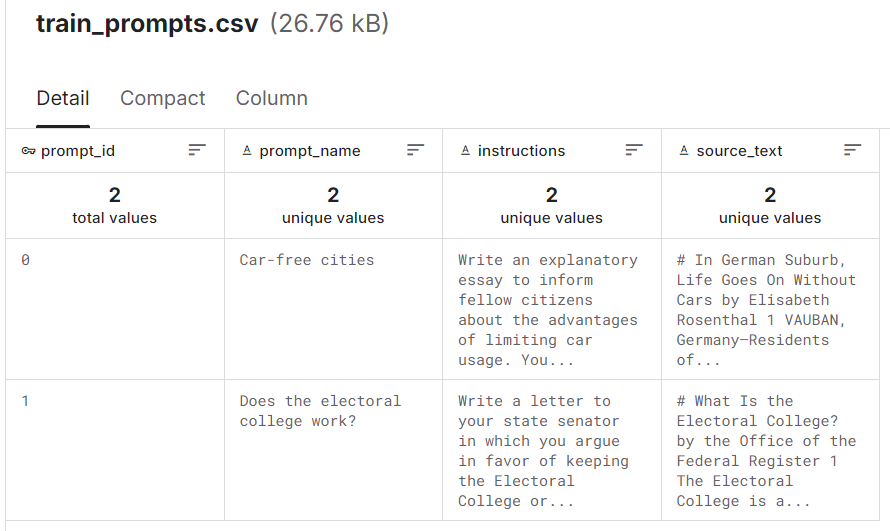 train_prompts.csv (26.76 kB)
Detail Compact Column
prompt_id prompt_name instructions source_text
2 2 2 2
total values unique values unique values unique values
0
Car-free cities
Write an explanatory
essay to inform
fellow citizens
about the advantages
of limiting car
usage. You...
# In German Suburb,
Life Goes On Without
Cars by Elisabeth
Rosenthal 1 VAUBAN,
Germany—Residents
of...
1
Does the electoral
college work?
Write a letter to
your state senator
in which you argue
in favor of keeping
the Electoral
College or...
# What Is the
Electoral College?
by the Office of the
Federal Register 1
The Electoral
College is a...